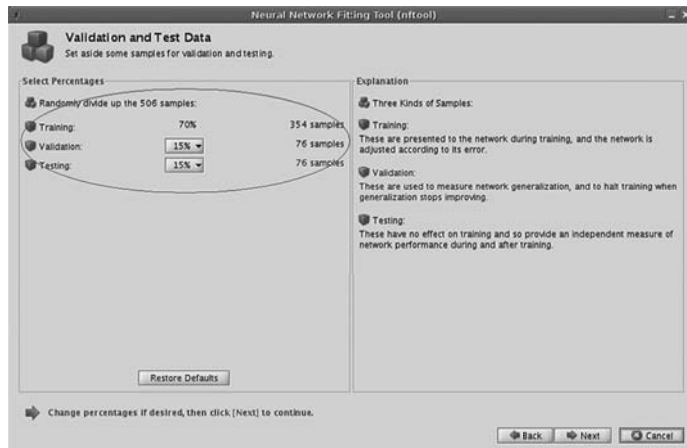 Neural Network Fitting Tool (nftool)
Validation and Test Data
Set aside some samples for validation and testing.
Select Percentages
Randomly divide up the 506 samples:
Training: 70% 354 samples
Validation: 15% 76 samples
Testing: 15% 76 samples
Restore Defaults
Explanation
Three Kinds of Samples:
Training:
These are presented to the network during training, and the network is
adjusted according to its error.
Validation:
These are used to measure network generalization, and to halt training when
generalization stops improving.
Testing:
These have no effect on training and so provide an independent measure of
network performance during and after training.
Change percentages if desired, then click [Next] to continue.
Back Next Cancel